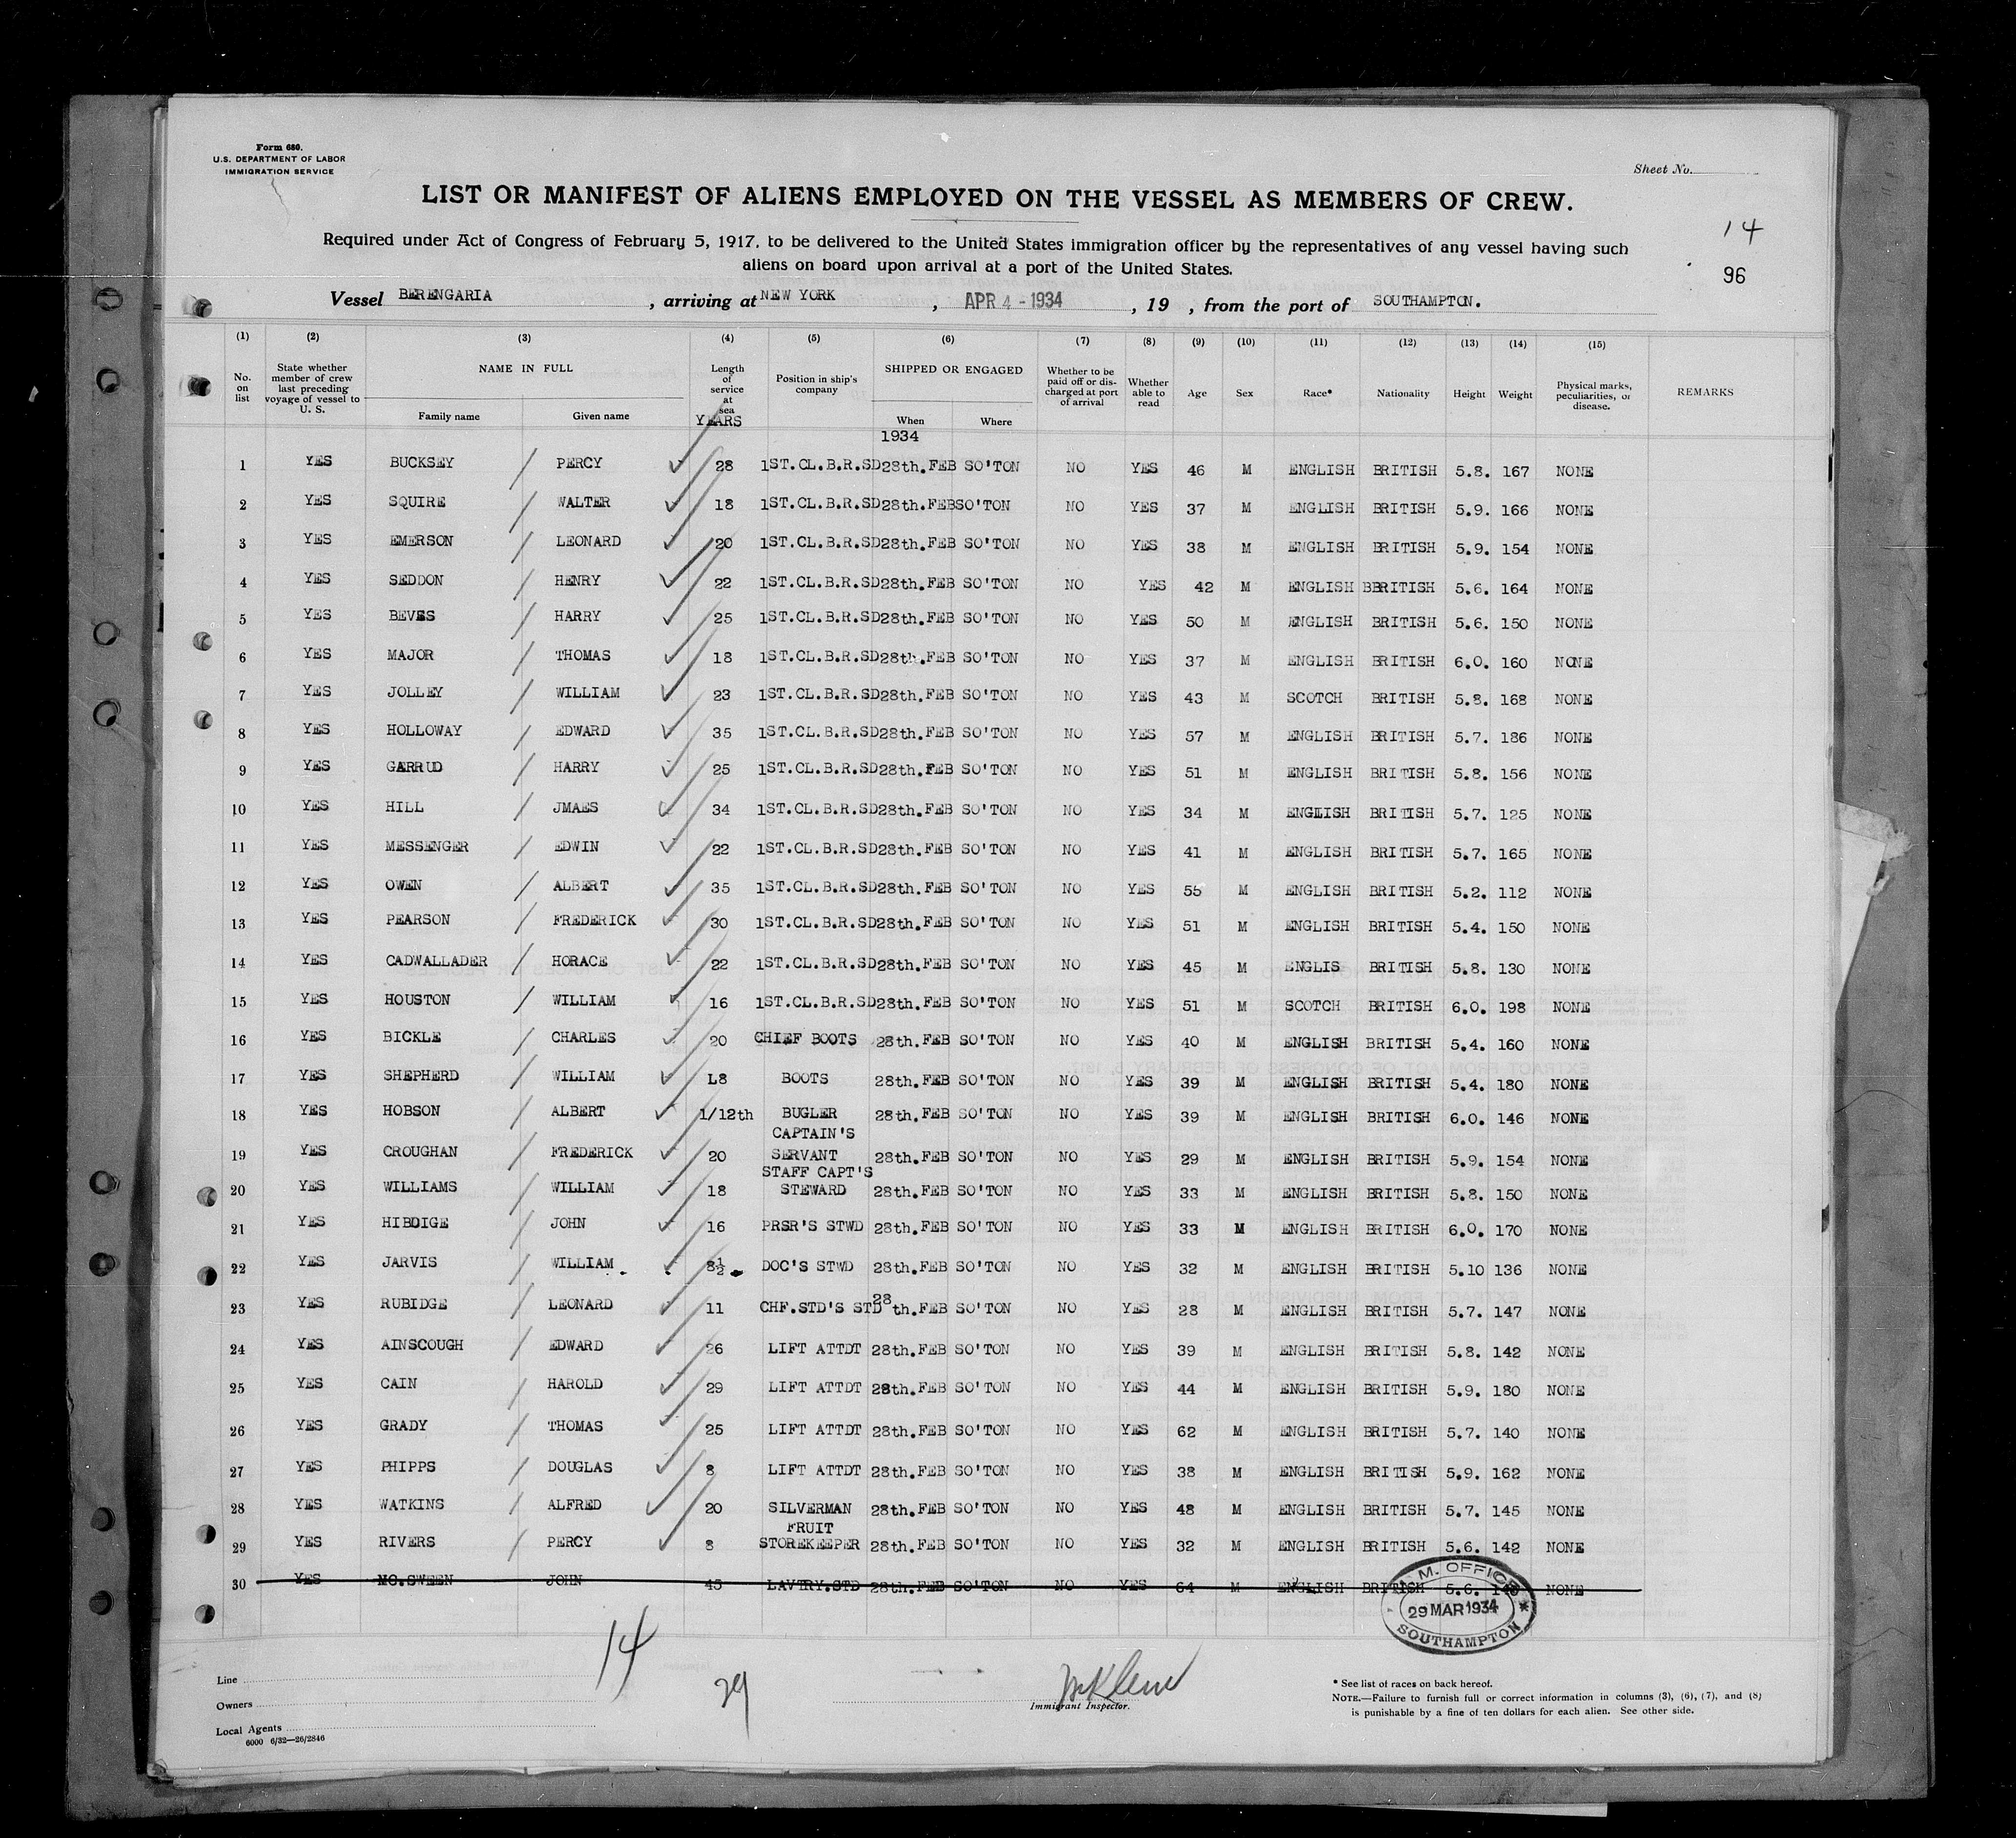 Form 680.
U.S. DEPARTMENT OF LABOR
IMMIGRATION SERVICE
Sheet No.
LIST OR MANIFEST OF ALIENS EMPLOYED ON THE VESSEL AS MEMBERS OF CREW.
14
Required under Act of Congress of February 5, 1917, to be delivered to the United States immigration officer by the representatives of any vessel having such
aliens on board upon arrival at a port of the United States.
96
Vessel BERENGARIA, arriving at NEW YORK, APR 4 - 1934, 19 , from the port of SOUTHAMPTON.
(1) (2) (3) (4) (5) (6) (7) (8) (9) (10) (11) (12) (13) (14) (15)
No. on list State whether member of crew last preceding voyage of vessel to U. S. NAME IN FULL Family name Given name Length of service at sea YEARS Position in ship's company SHIPPED OR ENGAGED When Where Whether to be paid off or discharged at port of arrival Whether able to read Age Sex Race* Nationality Height Weight Physical marks, peculiarities, or disease. REMARKS
1934
1 YES BUCKSEY PERCY 28 1ST.CL.B.R.SD 28th.FEB SO'TON NO YES 46 M ENGLISH BRITISH 5.8. 167 NONE
2 YES SQUIRE WALTER 18 1ST.CL.B.R.SD 28th.FEB SO'TON NO YES 37 M ENGLISH BRITISH 5.9. 166 NONE
3 YES EMERSON LEONARD 20 1ST.CL.B.R.SD 28th.FEB SO'TON NO YES 38 M ENGLISH BRITISH 5.9. 154 NONE
4 YES SEDDON HENRY 22 1ST.CL.B.R.SD 28th.FEB SO'TON NO YES 42 M ENGLISH BBRITISH 5.6. 164 NONE
5 YES BEVES HARRY 25 1ST.CL.B.R.SD 28th.FEB SO'TON NO YES 50 M ENGLISH BRITISH 5.6. 150 NONE
6 YES MAJOR THOMAS 18 1ST.CL.B.R.SD 28th.FEB SO'TON NO YES 37 M ENGLISH BRITISH 6.0. 160 NONE
7 YES JOLLEY WILLIAM 23 1ST.CL.B.R.SD 28th.FEB SO'TON NO YES 43 M SCOTCH BRITISH 5.8. 168 NONE
8 YES HOLLOWAY EDWARD 35 1ST.CL.B.R.SD 28th.FEB SO'TON NO YES 57 M ENGLISH BRITISH 5.7. 186 NONE
9 YES GARRUD HARRY 25 1ST.CL.B.R.SD 28th.FEB SO'TON NO YES 51 M ENGLISH BRITISH 5.8. 156 NONE
10 YES HILL JMAES 34 1ST.CL.B.R.SD 28th.FEB SO'TON NO YES 34 M ENGLISH BRITISH 5.7. 125 NONE
11 YES MESSENGER EDWIN 22 1ST.CL.B.R.SD 28th.FEB SO'TON NO YES 41 M ENGLISH BRITISH 5.7. 165 NONE
12 YES OWEN ALBERT 35 1ST.CL.B.R.SD 28th.FEB SO'TON NO YES 55 M ENGLISH BRITISH 5.2. 112 NONE
13 YES PEARSON FREDERICK 30 1ST.CL.B.R.SD 28th.FEB SO'TON NO YES 51 M ENGLISH BRITISH 5.4. 150 NONE
14 YES CADWALLADER HORACE 22 1ST.CL.B.R.SD 28th.FEB SO'TON NO YES 45 M ENGLIS BRITISH 5.8. 130 NONE
15 YES HOUSTON WILLIAM 16 1ST.CL.B.R.SD 28th.FEB SO'TON NO YES 51 M SCOTCH BRITISH 6.0. 198 NONE
16 YES BICKLE CHARLES 20 CHIEF BOOTS 28th.FEB SO'TON NO YES 40 M ENGLISH BRITISH 5.4. 160 NONE
17 YES SHEPHERD WILLIAM L8 BOOTS 28th.FEB SO'TON NO YES 39 M ENGLISH BRITISH 5.4. 180 NONE
18 YES HOBSON ALBERT 1/12th BUGLER 28th.FEB SO'TON NO YES 39 M ENGLISH BRITISH 6.0. 146 NONE
19 YES CROUGHAN FREDERICK 20 CAPTAIN'S SERVANT 28th.FEB SO'TON NO YES 29 M ENGLISH BRITISH 5.9. 154 NONE
20 YES WILLIAMS WILLIAM 18 STAFF CAPT'S STEWARD 28th.FEB SO'TON NO YES 33 M ENGLISH BRITISH 5.8. 150 NONE
21 YES HIBDIGE JOHN 16 PRSR'S STWD 28th.FEB SO'TON NO YES 33 M ENGLISH BRITISH 6.0. 170 NONE
22 YES JARVIS WILLIAM 8½ DOC'S STWD 28th.FEB SO'TON NO YES 32 M ENGLISH BRITISH 5.10 136 NONE
23 YES RUBIDGE LEONARD 11 CHF.STD'S STD 28th.FEB SO'TON NO YES 28 M ENGLISH BRITISH 5.7. 147 NONE
24 YES AINSCOUGH EDWARD 26 LIFT ATTDT 28th.FEB SO'TON NO YES 39 M ENGLISH BRITISH 5.8. 142 NONE
25 YES CAIN HAROLD 29 LIFT ATTDT 28th.FEB SO'TON NO YES 44 M ENGLISH BRITISH 5.9. 180 NONE
26 YES GRADY THOMAS 25 LIFT ATTDT 28th.FEB SO'TON NO YES 62 M ENGLISH BRITISH 5.7. 140 NONE
27 YES PHIPPS DOUGLAS 8 LIFT ATTDT 28th.FEB SO'TON NO YES 38 M ENGLISH BRITISH 5.9. 162 NONE
28 YES WATKINS ALFRED 20 SILVERMAN 28th.FEB SO'TON NO YES 48 M ENGLISH BRITISH 5.7. 145 NONE
29 YES RIVERS PERCY 8 FRUIT STOREKEEPER 28th.FEB SO'TON NO YES 32 M ENGLISH BRITISH 5.6. 142 NONE
30 YES MC.SWEEN JOHN 45 LAVTRY.STD 28th.FEB SO'TON NO YES 64 M ENGLISH BRITISH 5.6. NONE
M. OFFICE
29 MAR 1934
SOUTHAMPTON
14
29
Line
Owners
Local Agents
6000 6/32—26/2846
Immigrant Inspector.
* See list of races on back hereof.
NOTE.—Failure to furnish full or correct information in columns (3), (6), (7), and (8)
is punishable by a fine of ten dollars for each alien. See other side.